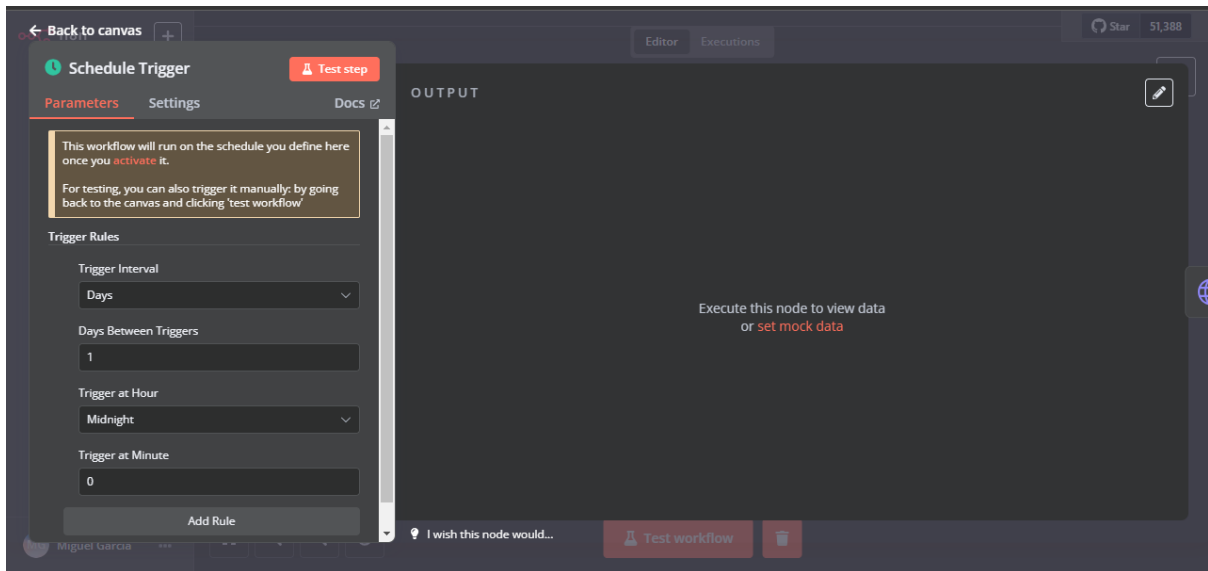 Back to canvas
Star 51,388
Editor Executions
Schedule Trigger
Test step
Parameters Settings Docs
OUTPUT
This workflow will run on the schedule you define here
once you activate it.
For testing, you can also trigger it manually: by going
back to the canvas and clicking 'test workflow'
Trigger Rules
Trigger Interval
Days
Days Between Triggers
1
Trigger at Hour
Midnight
Trigger at Minute
0
Add Rule
Execute this node to view data
or set mock data
I wish this node would...
Test workflow
Miguel Garcia